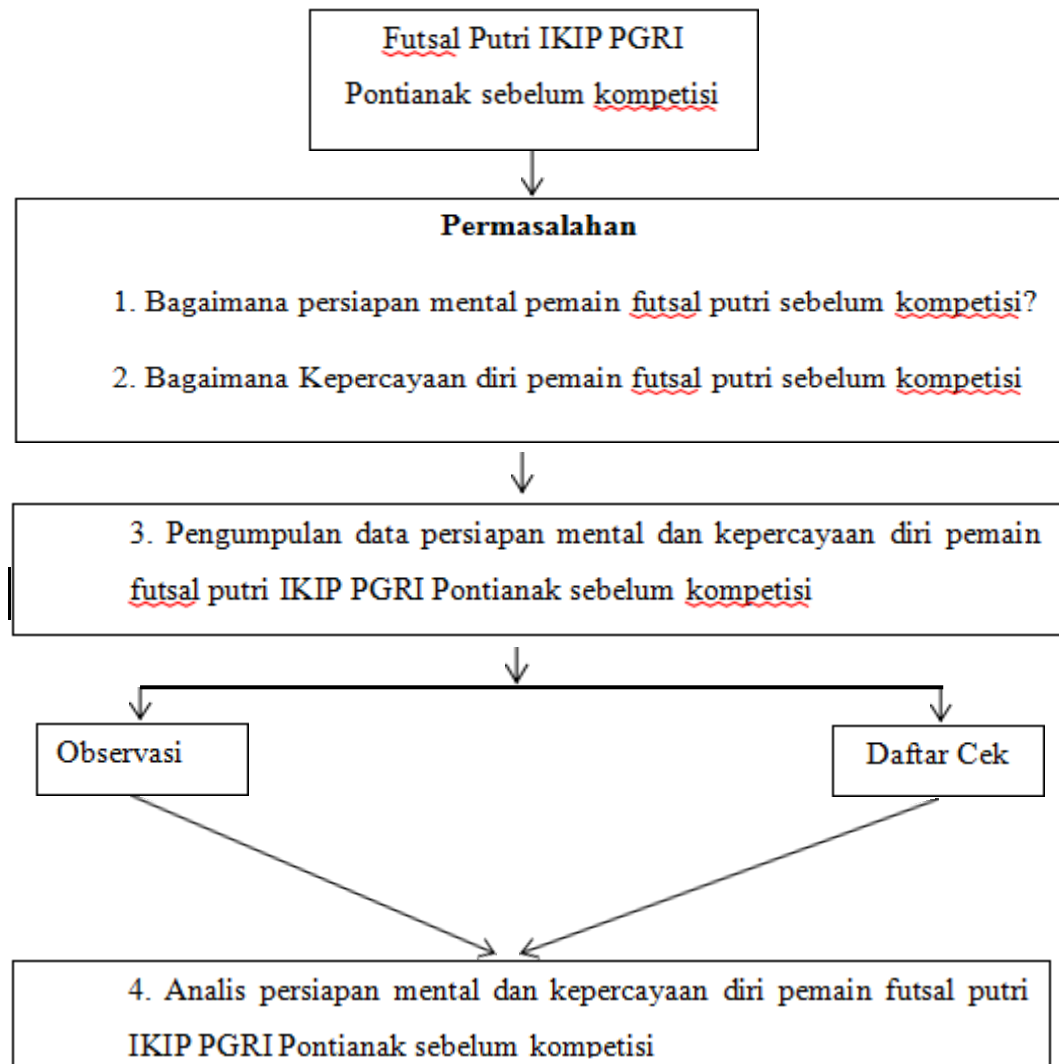 Futsal Putri IKIP PGRI
Pontianak sebelum kompetisi
Permasalahan
1. Bagaimana persiapan mental pemain futsal putri sebelum kompetisi?
2. Bagaimana Kepercayaan diri pemain futsal putri sebelum kompetisi
3. Pengumpulan data persiapan mental dan kepercayaan diri pemain
futsal putri IKIP PGRI Pontianak sebelum kompetisi
Observasi
Daftar Cek
4. Analis persiapan mental dan kepercayaan diri pemain futsal putri
IKIP PGRI Pontianak sebelum kompetisi